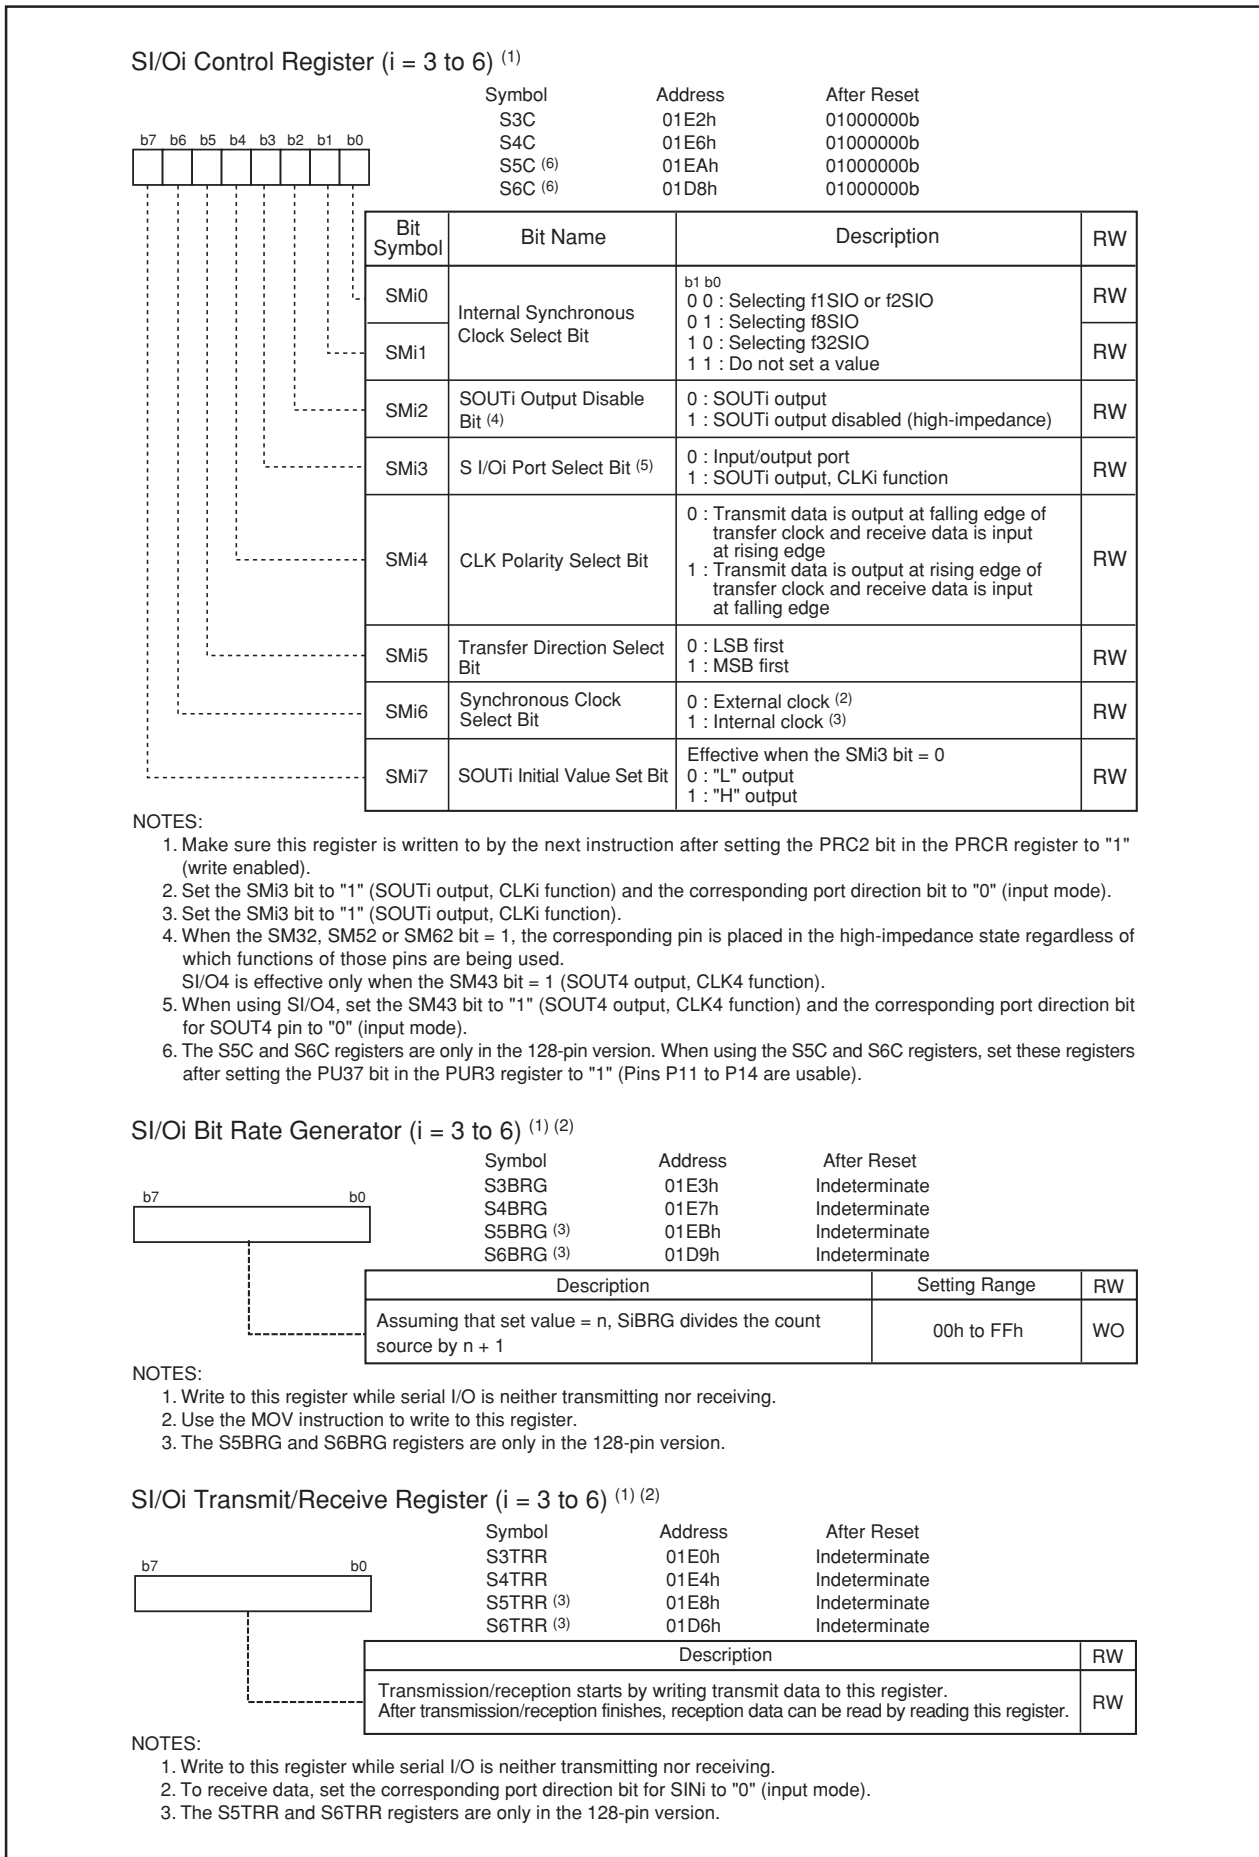 SI/Oi Control Register (i = 3 to 6) (1)
Symbol Address After Reset
S3C 01E2h 01000000b
S4C 01E6h 01000000b
S5C (6) 01EAh 01000000b
S6C (6) 01D8h 01000000b
b7 b6 b5 b4 b3 b2 b1 b0
Bit Symbol Bit Name Description RW
SMi0 Internal Synchronous Clock Select Bit b1 b0 RW
0 0 : Selecting f1SIO or f2SIO
0 1 : Selecting f8SIO
1 0 : Selecting f32SIO
1 1 : Do not set a value
SMi1 RW
SMi2 SOUTi Output Disable Bit (4) 0 : SOUTi output RW
1 : SOUTi output disabled (high-impedance)
SMi3 S I/Oi Port Select Bit (5) 0 : Input/output port RW
1 : SOUTi output, CLKi function
SMi4 CLK Polarity Select Bit 0 : Transmit data is output at falling edge of RW
transfer clock and receive data is input
at rising edge
1 : Transmit data is output at rising edge of
transfer clock and receive data is input
at falling edge
SMi5 Transfer Direction Select Bit 0 : LSB first RW
1 : MSB first
SMi6 Synchronous Clock Select Bit 0 : External clock (2) RW
1 : Internal clock (3)
SMi7 SOUTi Initial Value Set Bit Effective when the SMi3 bit = 0 RW
0 : "L" output
1 : "H" output
NOTES:
1. Make sure this register is written to by the next instruction after setting the PRC2 bit in the PRCR register to "1"
(write enabled).
2. Set the SMi3 bit to "1" (SOUTi output, CLKi function) and the corresponding port direction bit to "0" (input mode).
3. Set the SMi3 bit to "1" (SOUTi output, CLKi function).
4. When the SM32, SM52 or SM62 bit = 1, the corresponding pin is placed in the high-impedance state regardless of
which functions of those pins are being used.
SI/O4 is effective only when the SM43 bit = 1 (SOUT4 output, CLK4 function).
5. When using SI/O4, set the SM43 bit to "1" (SOUT4 output, CLK4 function) and the corresponding port direction bit
for SOUT4 pin to "0" (input mode).
6. The S5C and S6C registers are only in the 128-pin version. When using the S5C and S6C registers, set these registers
after setting the PU37 bit in the PUR3 register to "1" (Pins P11 to P14 are usable).
SI/Oi Bit Rate Generator (i = 3 to 6) (1) (2)
Symbol Address After Reset
S3BRG 01E3h Indeterminate
S4BRG 01E7h Indeterminate
S5BRG (3) 01EBh Indeterminate
S6BRG (3) 01D9h Indeterminate
b7 b0
Description Setting Range RW
Assuming that set value = n, SiBRG divides the count 00h to FFh WO
source by n + 1
NOTES:
1. Write to this register while serial I/O is neither transmitting nor receiving.
2. Use the MOV instruction to write to this register.
3. The S5BRG and S6BRG registers are only in the 128-pin version.
SI/Oi Transmit/Receive Register (i = 3 to 6) (1) (2)
Symbol Address After Reset
S3TRR 01E0h Indeterminate
S4TRR 01E4h Indeterminate
S5TRR (3) 01E8h Indeterminate
S6TRR (3) 01D6h Indeterminate
b7 b0
Description RW
Transmission/reception starts by writing transmit data to this register. RW
After transmission/reception finishes, reception data can be read by reading this register.
NOTES:
1. Write to this register while serial I/O is neither transmitting nor receiving.
2. To receive data, set the corresponding port direction bit for SINi to "0" (input mode).
3. The S5TRR and S6TRR registers are only in the 128-pin version.